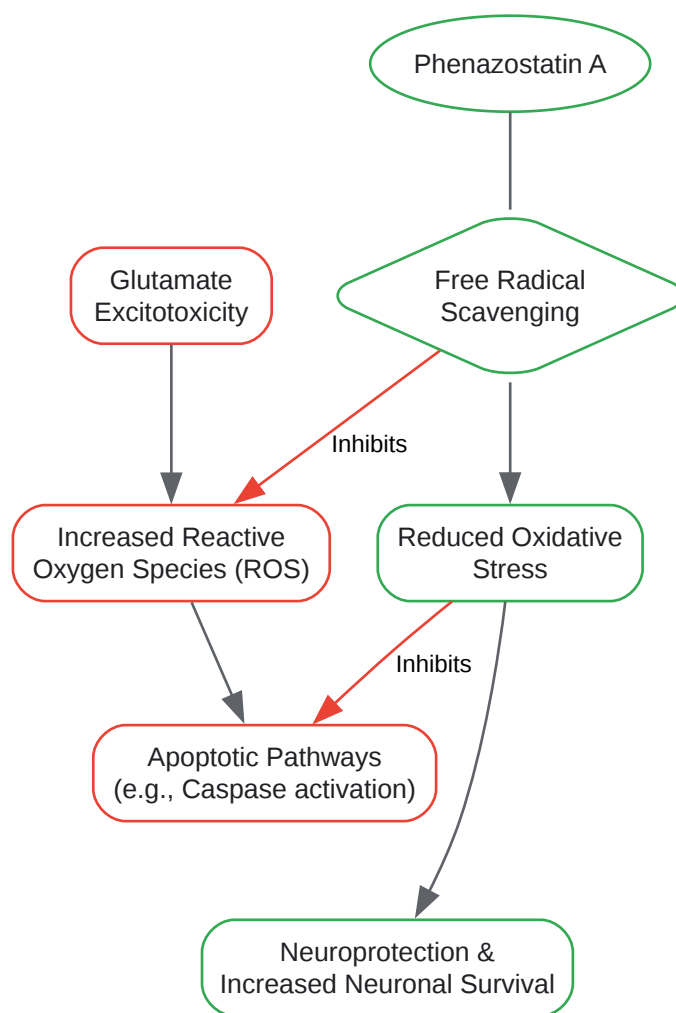 Phenazostatin A
Glutamate
Excitotoxicity
Free Radical
Scavenging
Inhibits
Increased Reactive
Oxygen Species (ROS)
Reduced Oxidative
Stress
Inhibits
Apoptotic Pathways
(e.g., Caspase activation)
Neuroprotection &
Increased Neuronal Survival